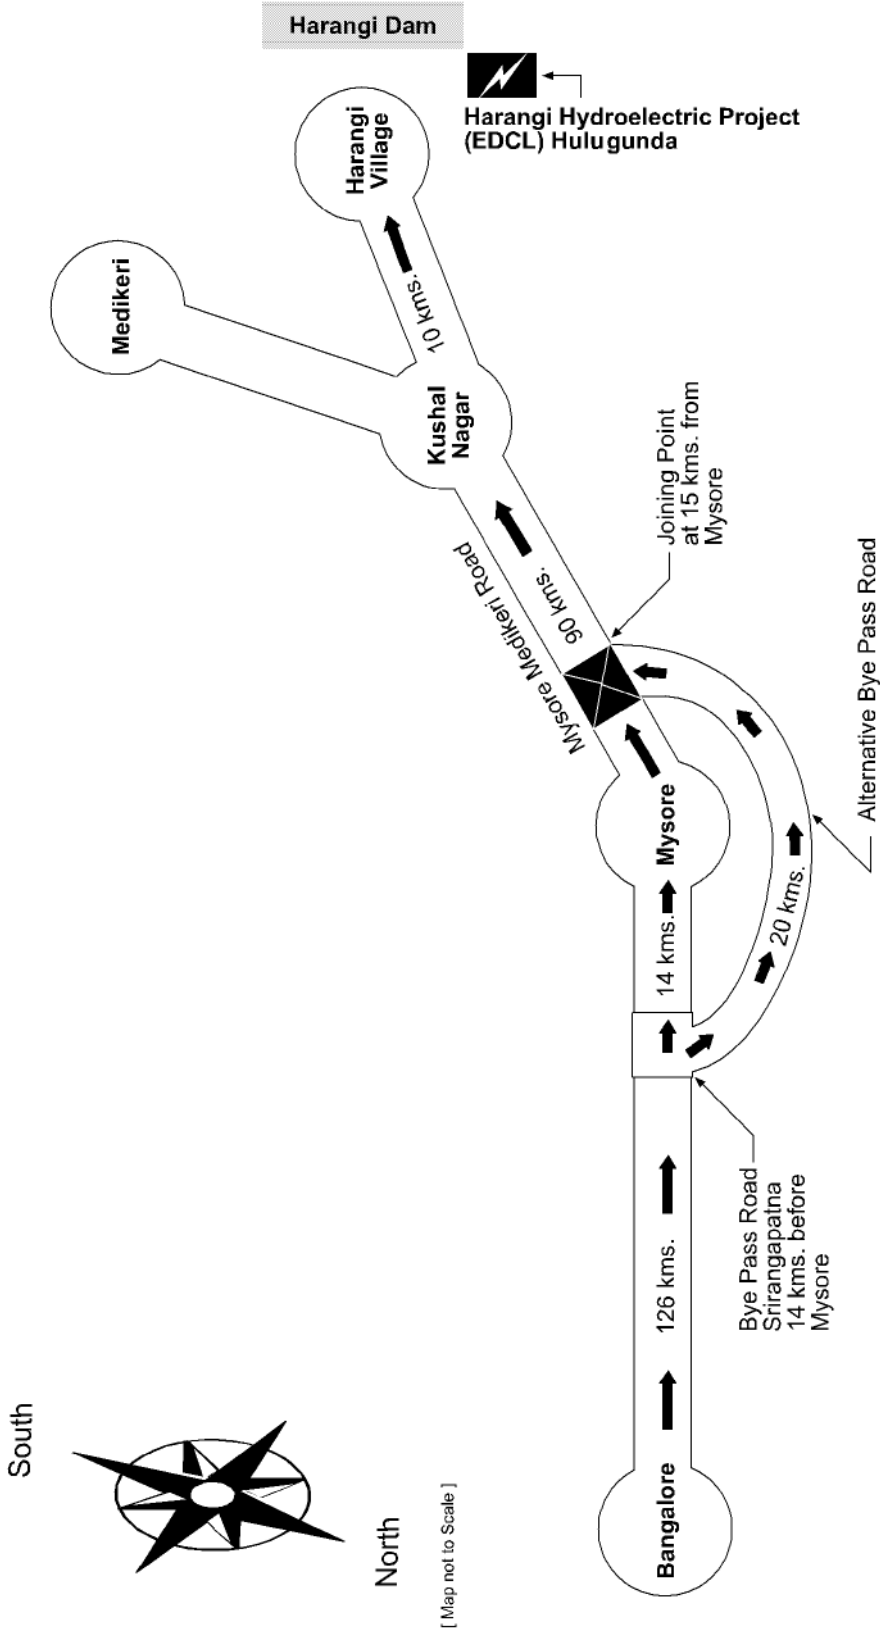 Harangi Dam
Harangi Hydroelectric Project
(EDCL) Hulugunda
Harangi
Village
Medikeri
10 kms.
Kushal
Nagar
Joining Point
at 15 kms. from
Mysore
Mysore Medikeri Road
90 kms.
Mysore
Alternative Bye Pass Road
14 kms.
20 kms.
Bye Pass Road
Srirangapatna
14 kms. before
Mysore
126 kms.
Bangalore
South
North
[ Map not to Scale ]